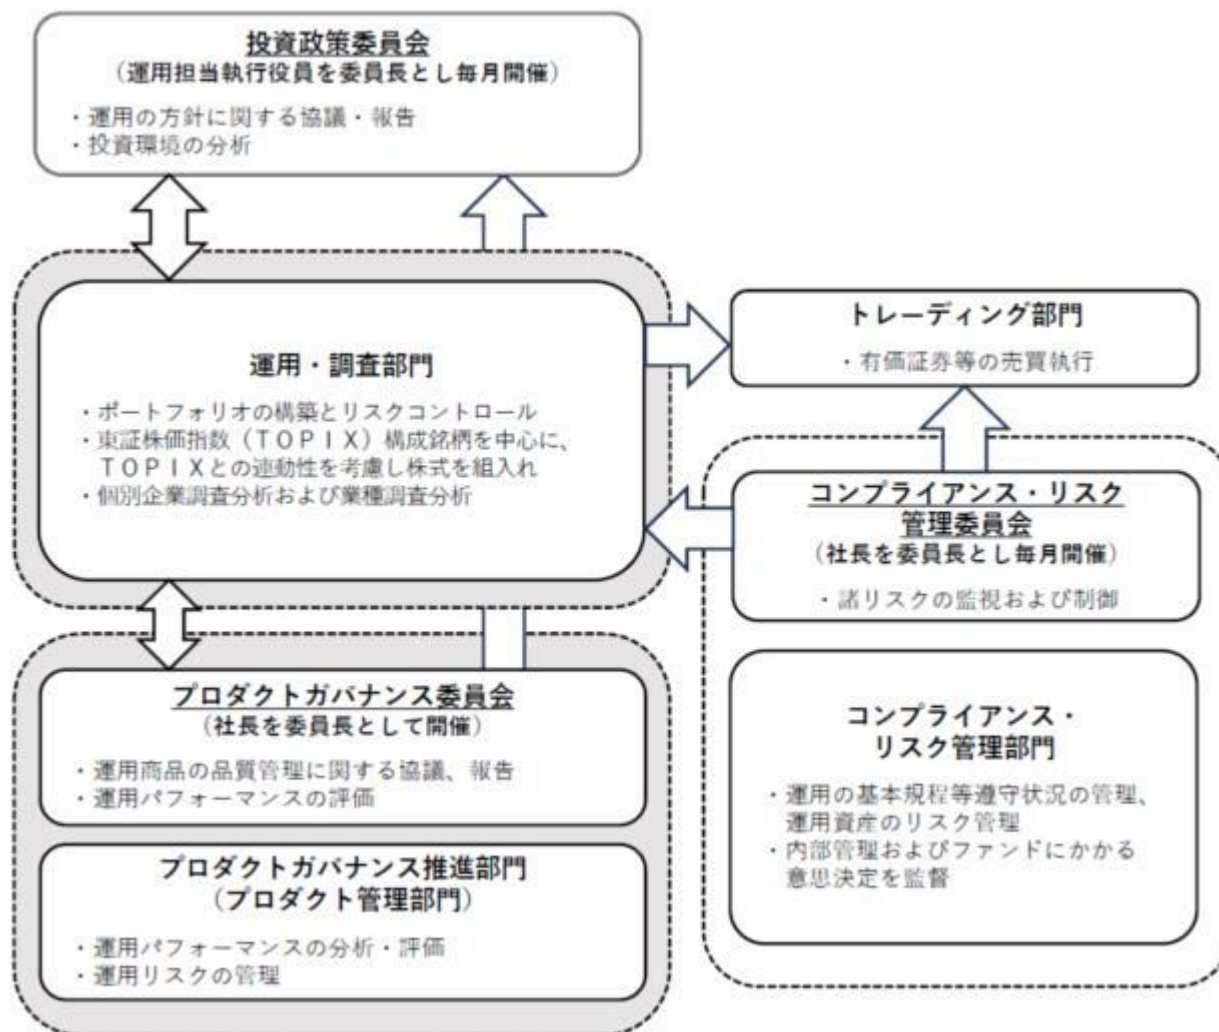 投資政策委員会
（運用担当執行役員を委員長とし毎月開催）
・運用の方針に関する協議・報告
・投資環境の分析
運用・調査部門
・ポートフォリオの構築とリスクコントロール
・東証株価指数（ＴＯＰＩＸ）構成銘柄を中心に、
ＴＯＰＩＸとの連動性を考慮し株式を組入れ
・個別企業調査分析および業種調査分析
トレーディング部門
・有価証券等の売買執行
コンプライアンス・リスク
管理委員会
（社長を委員長とし毎月開催）
・諸リスクの監視および制御
プロダクトガバナンス委員会
（社長を委員長として開催）
・運用商品の品質管理に関する協議、報告
・運用パフォーマンスの評価
プロダクトガバナンス推進部門
（プロダクト管理部門）
・運用パフォーマンスの分析・評価
・運用リスクの管理
コンプライアンス・
リスク管理部門
・運用の基本規程等遵守状況の管理、
運用資産のリスク管理
・内部管理およびファンドにかかる
意思決定を監督